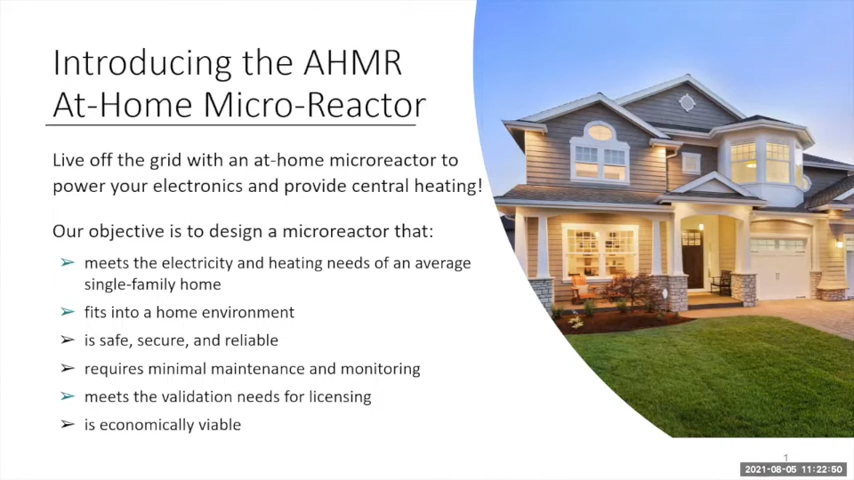 Introducing the AHMR
At-Home Micro-Reactor
Live off the grid with an at-home microreactor to
power your electronics and provide central heating!
Our objective is to design a microreactor that:
➢ meets the electricity and heating needs of an average
single-family home
➢ fits into a home environment
➢ is safe, secure, and reliable
➢ requires minimal maintenance and monitoring
➢ meets the validation needs for licensing
➢ is economically viable
1
2021-08-05 11:22:50